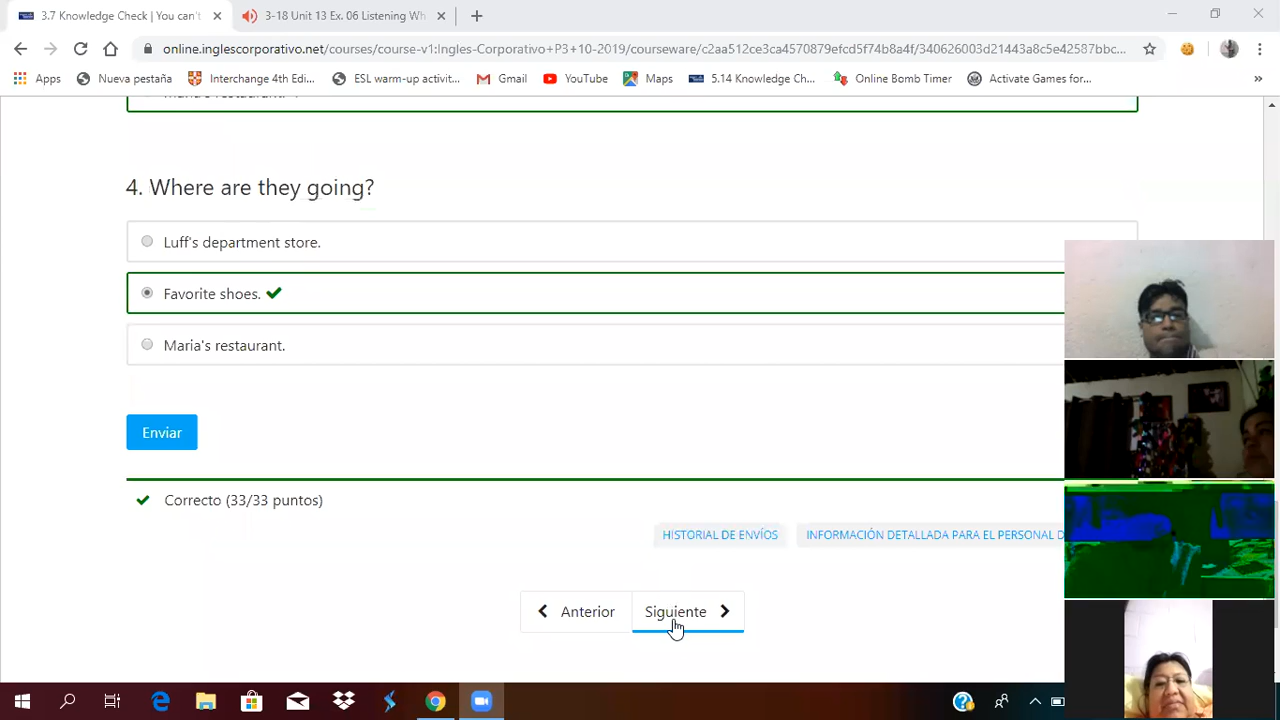 3.7 Knowledge Check | You can't
3-18 Unit 13 Ex. 06 Listening Wh
online.inglescorporativo.net/courses/course-v1:Ingles-Corporativo+P3+10-2019/courseware/c2aa512ce3ca4570879efcd5f74b8a4f/340626003d21443a8c5e42587bbc...
Apps Nueva pestaña Interchange 4th Edi... ESL warm-up activit... Gmail YouTube Maps 5.14 Knowledge Ch... Online Bomb Timer Activate Games for... »
4. Where are they going?
Luff's department store.
Favorite shoes.
Maria's restaurant.
Enviar
Correcto (33/33 puntos)
HISTORIAL DE ENVÍOS INFORMACIÓN DETALLADA PARA EL PERSONAL D
Anterior Siguiente